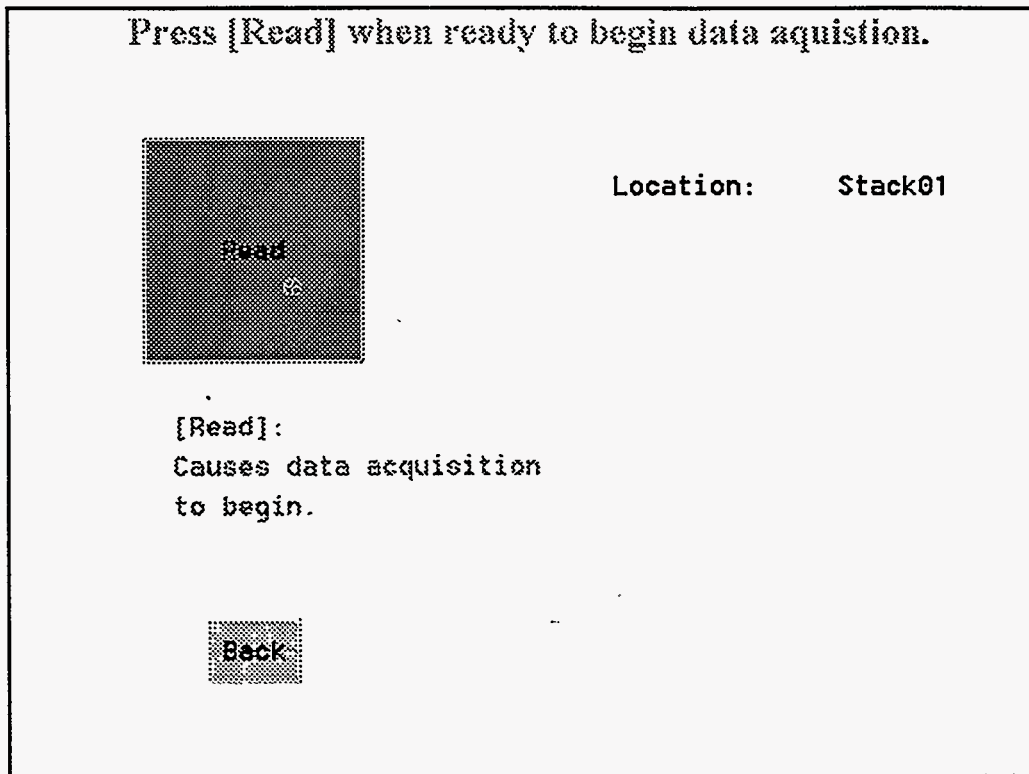 Press [Read] when ready to begin data aquistion.
Read
Location: Stack01
[Read]:
Causes data acquisition
to begin.
Back